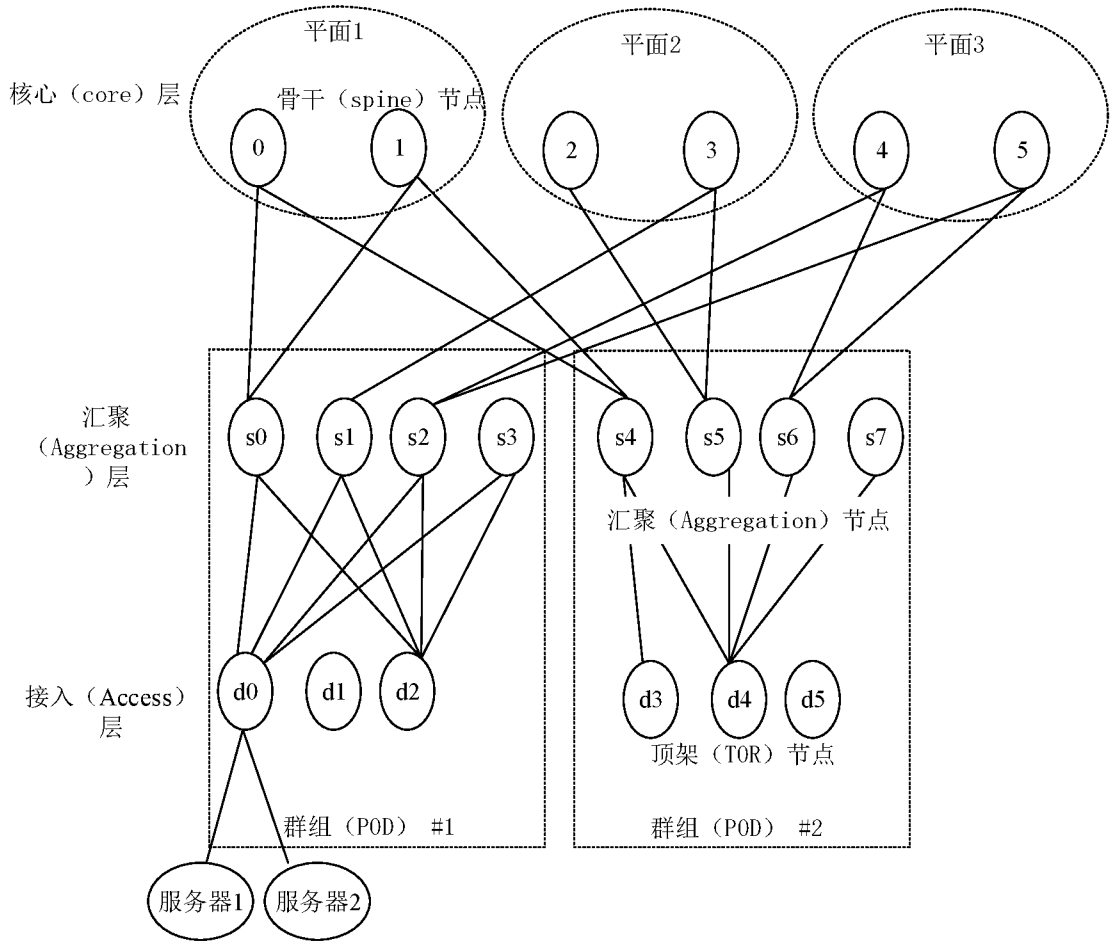 平面1
平面2
平面3
核心（core）层
骨干（spine）节点
0
1
2
3
4
5
汇聚
（Aggregation
）层
s0
s1
s2
s3
s4
s5
s6
s7
汇聚（Aggregation）节点
接入（Access）
层
d0
d1
d2
d3
d4
d5
顶架（TOR）节点
群组（POD） #1
群组（POD） #2
服务器1
服务器2